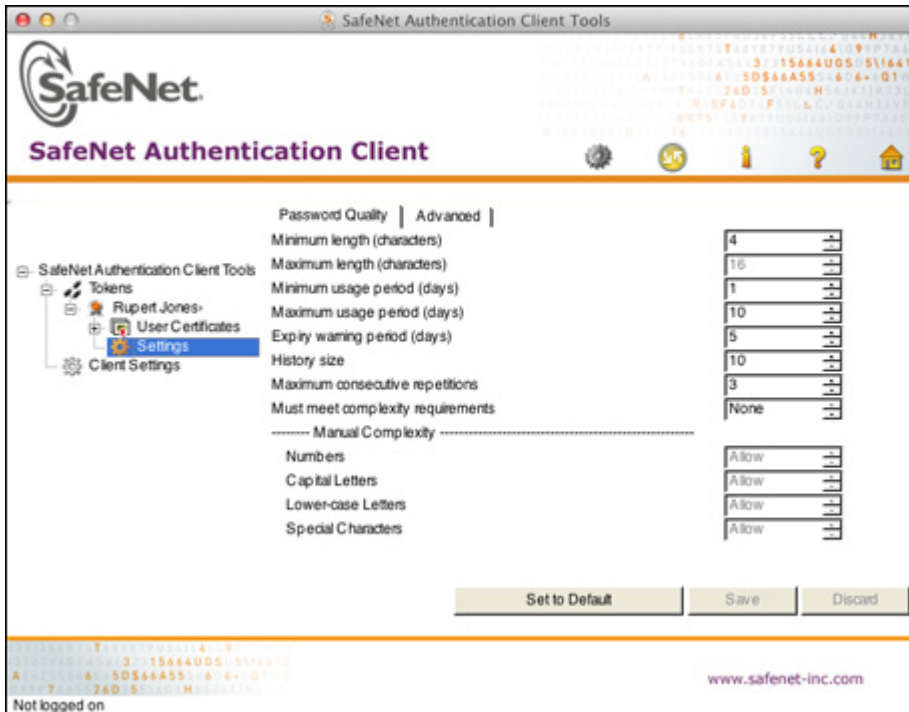 SafeNet Authentication Client Tools
SafeNet.
SafeNet Authentication Client
Password Quality | Advanced |
Minimum length (characters) 4
Maximum length (characters) 16
Minimum usage period (days) 1
Maximum usage period (days) 10
Expiry warning period (days) 5
History size 10
Maximum consecutive repetitions 3
Must meet complexity requirements None
-------- Manual Complexity --------
Numbers Allow
Capital Letters Allow
Lower-case Letters Allow
Special Characters Allow
SafeNet Authentication Client Tools
Tokens
Rupert Jones
User Certificates
Settings
Client Settings
Set to Default
Save
Discard
www.safenet-inc.com
Not logged on